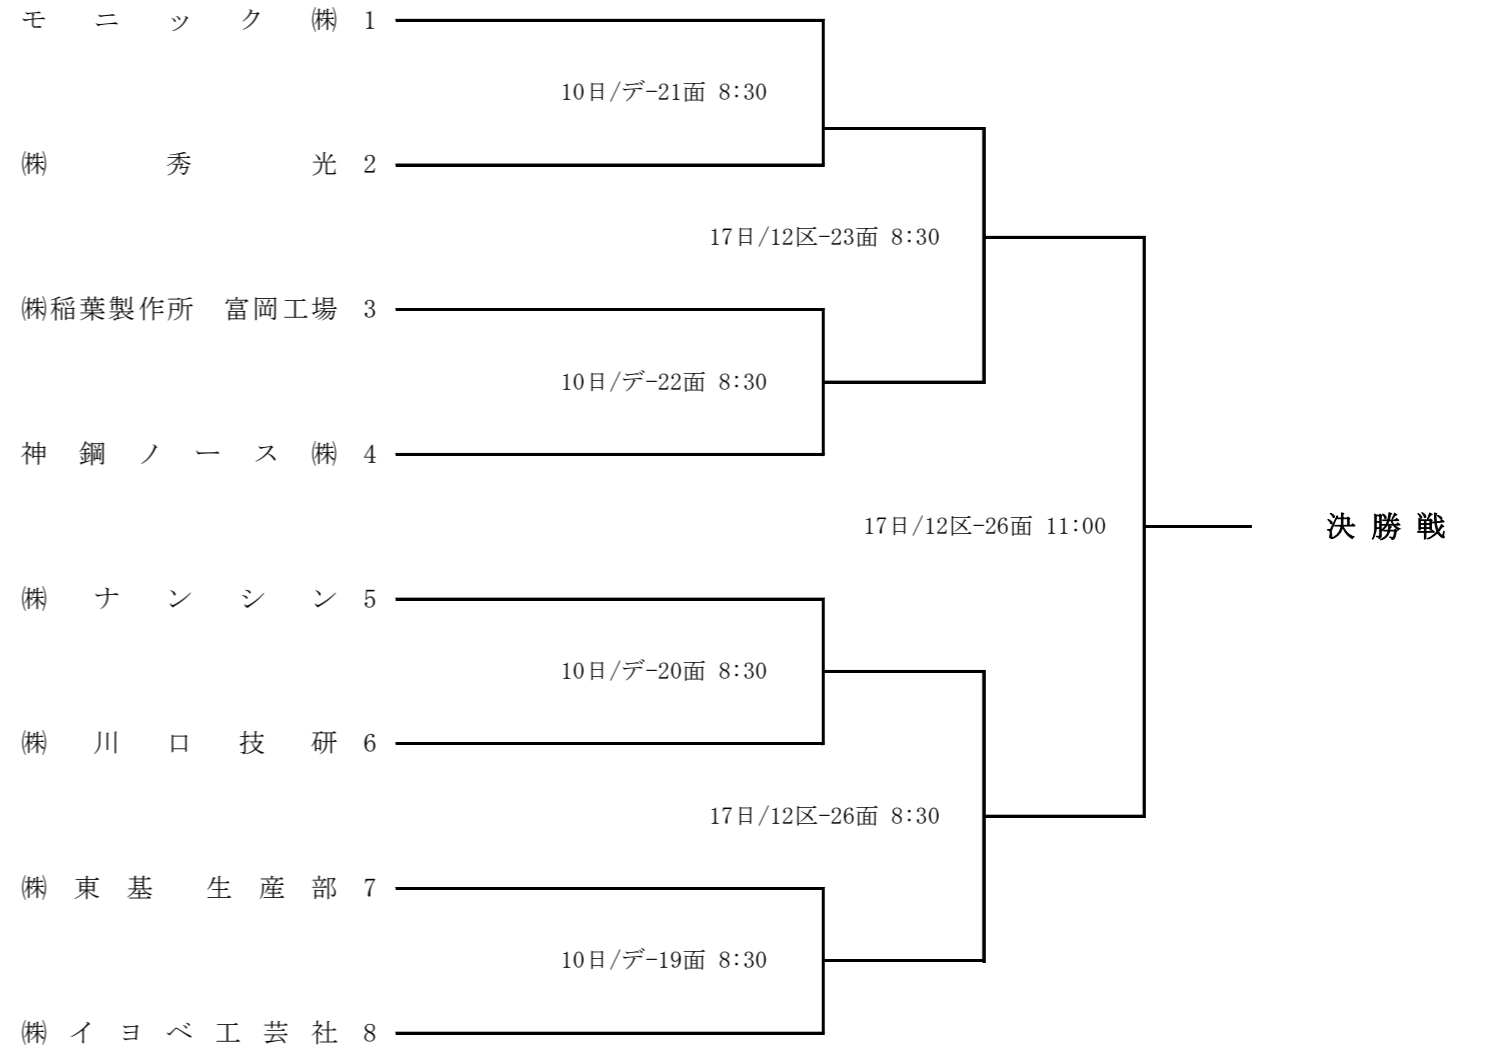 モニック㈱ 1
10日/デ-21面 8:30
㈱秀光 2
17日/12区-23面 8:30
㈱稲葉製作所 富岡工場 3
10日/デ-22面 8:30
神鋼ノース㈱ 4
17日/12区-26面 11:00 決勝戦
㈱ナンシン 5
10日/デ-20面 8:30
㈱川口技研 6
17日/12区-26面 8:30
㈱東基 生産部 7
10日/デ-19面 8:30
㈱イヨベ工芸社 8